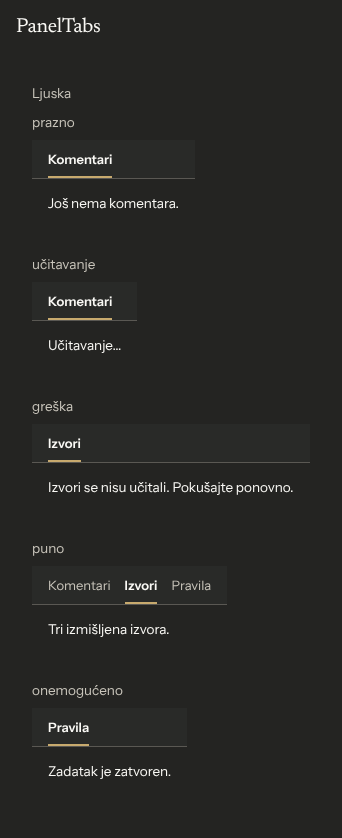 PanelTabs
Ljuska
prazno
Komentari
Još nema komentara.
učitavanje
Komentari
Učitavanje...
greška
Izvori
Izvori se nisu učitali. Pokušajte ponovno.
puno
Komentari Izvori Pravila
Tri izmišljena izvora.
onemogućeno
Pravila
Zadatak je zatvoren.